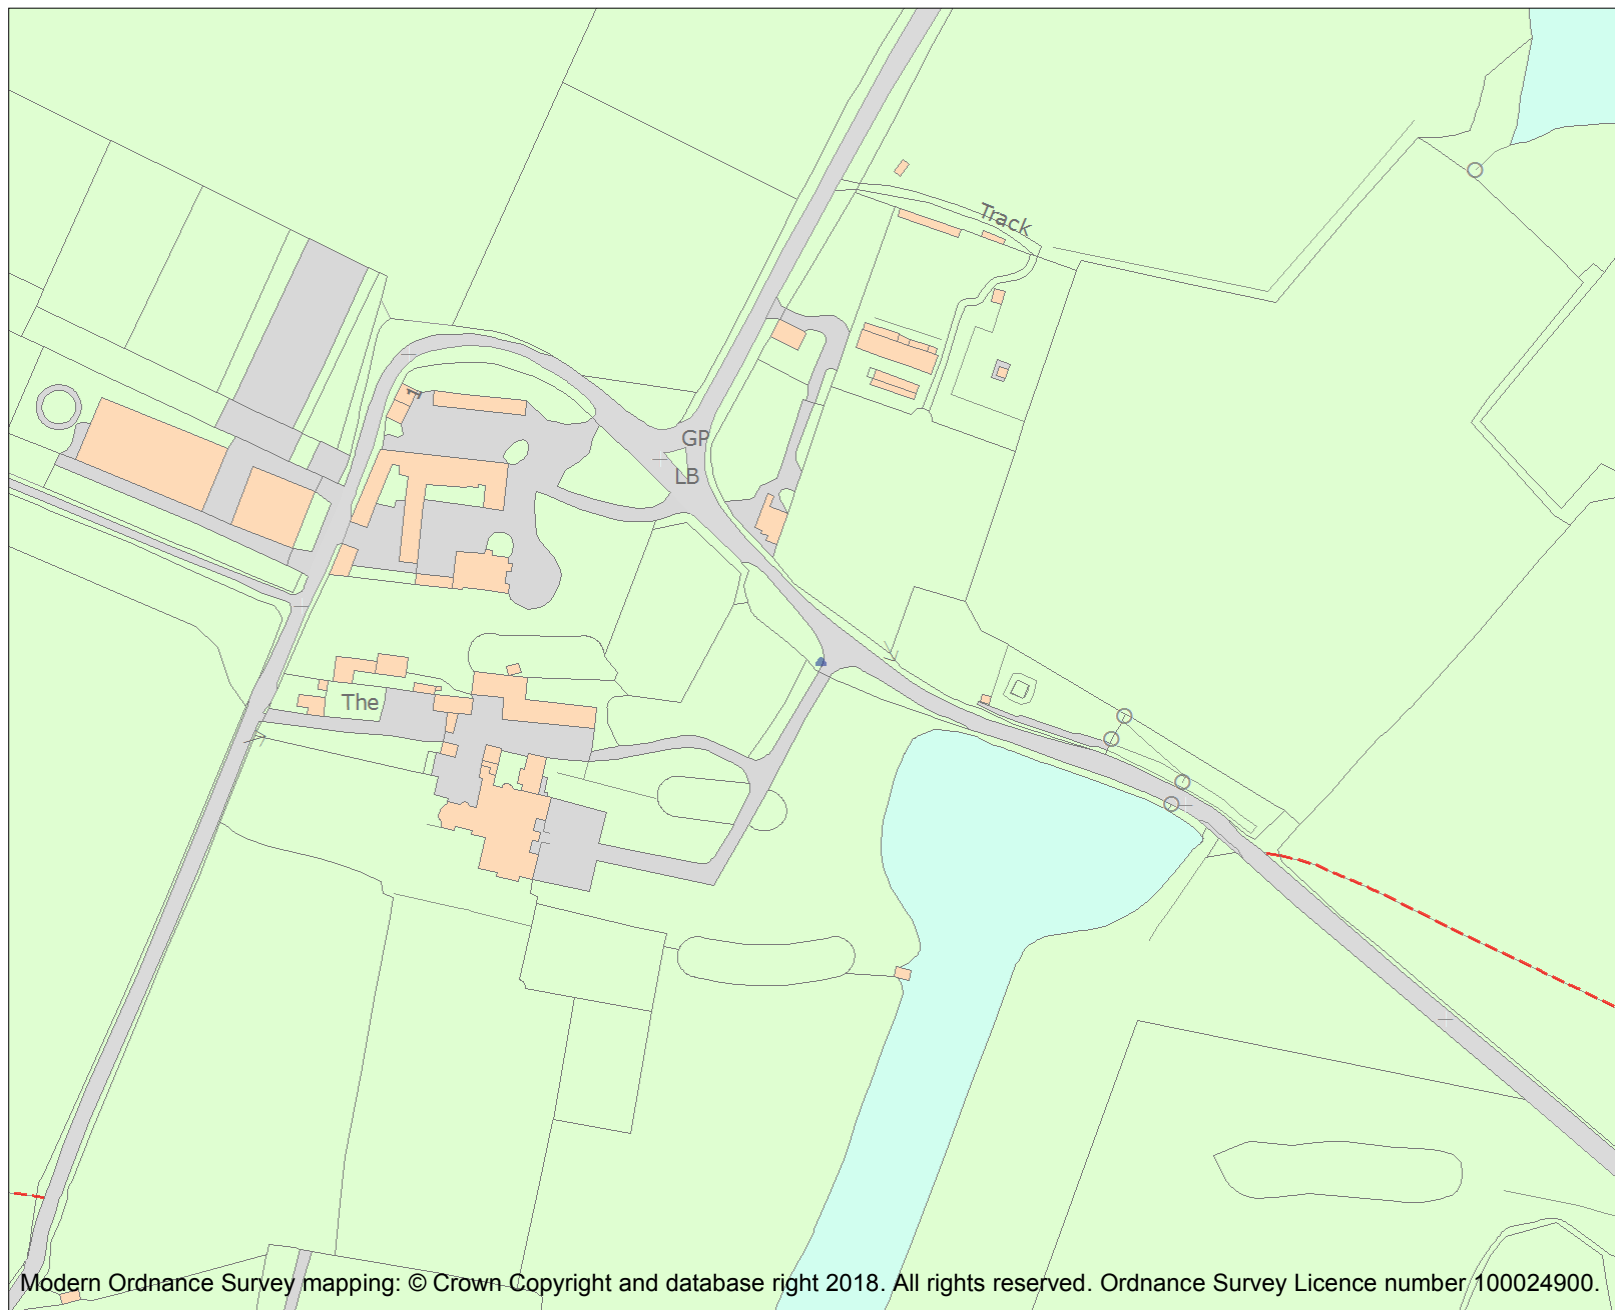 Track
GP
LB
The
Modern Ordnance Survey mapping: © Crown Copyright and database right 2018. All rights reserved. Ordnance Survey Licence number 100024900.